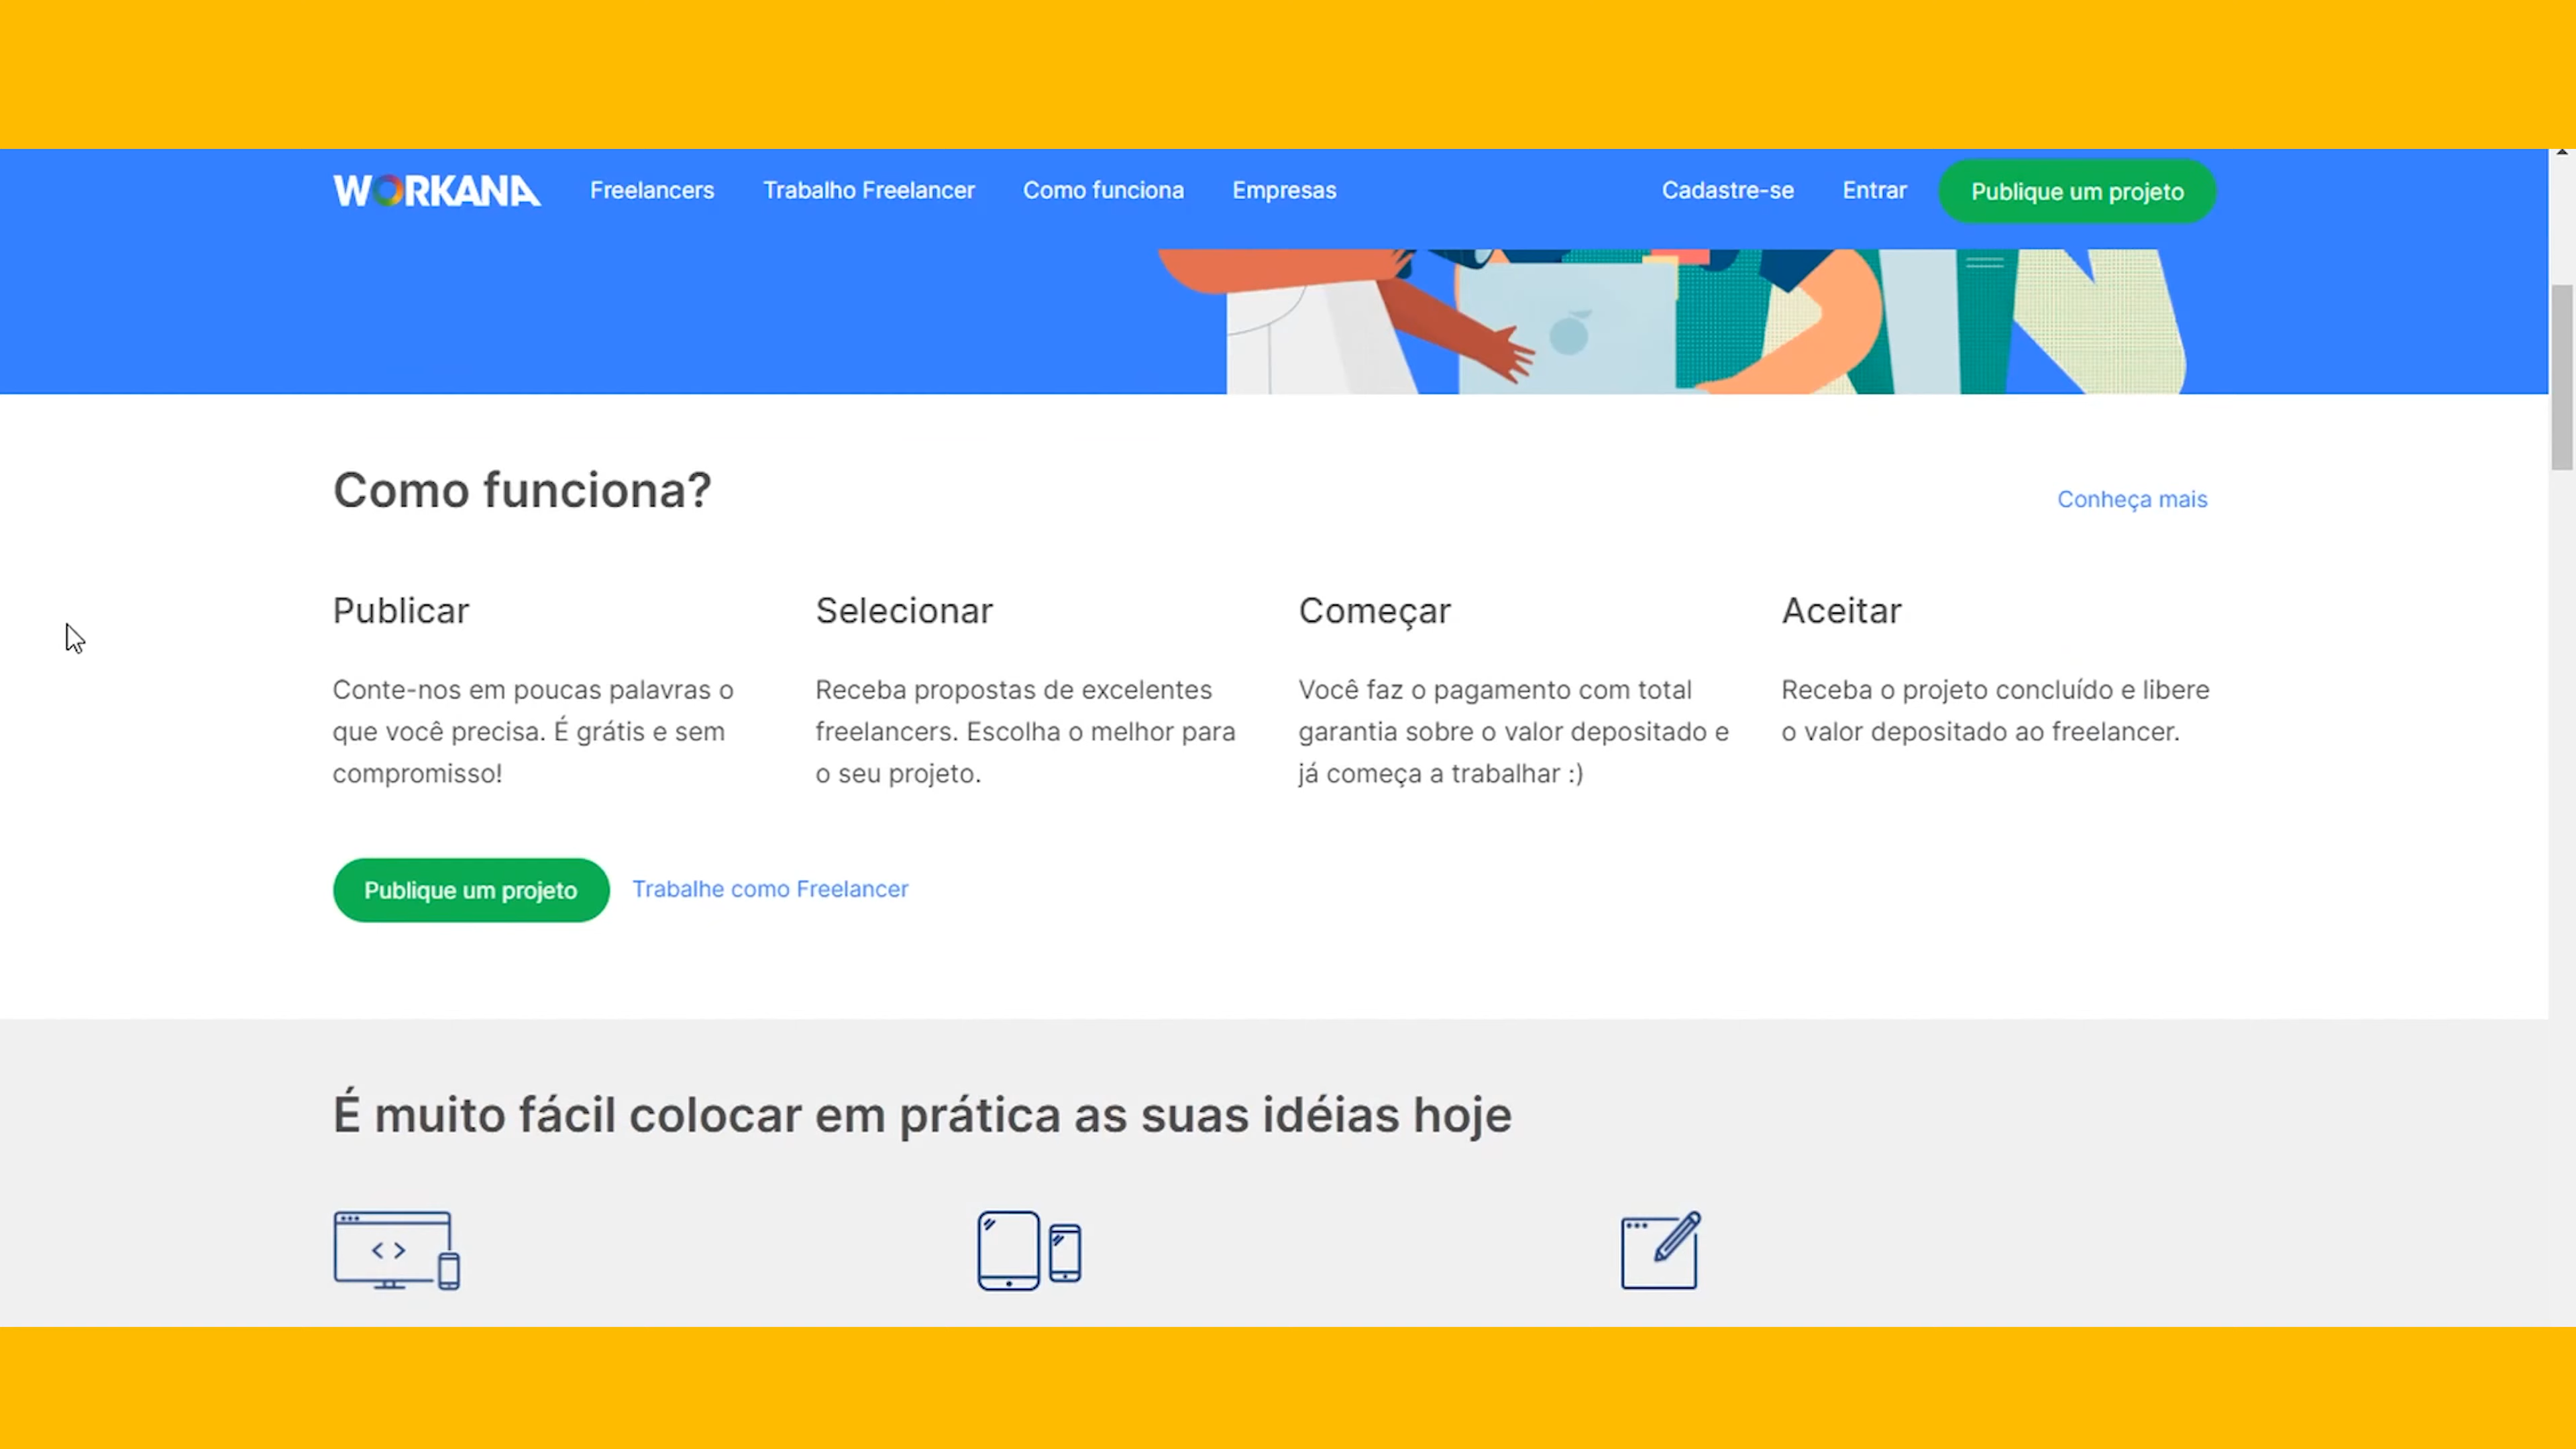 WORKANA Freelancers Trabalho Freelancer Como funciona Empresas Cadastre-se Entrar Publique um projeto
Como funciona?
Conheça mais
Publicar
Conte-nos em poucas palavras o
que você precisa. É grátis e sem
compromisso!
Selecionar
Receba propostas de excelentes
freelancers. Escolha o melhor para
o seu projeto.
Começar
Você faz o pagamento com total
garantia sobre o valor depositado e
já começa a trabalhar :)
Aceitar
Receba o projeto concluído e libere
o valor depositado ao freelancer.
Publique um projeto Trabalhe como Freelancer
É muito fácil colocar em prática as suas idéias hoje